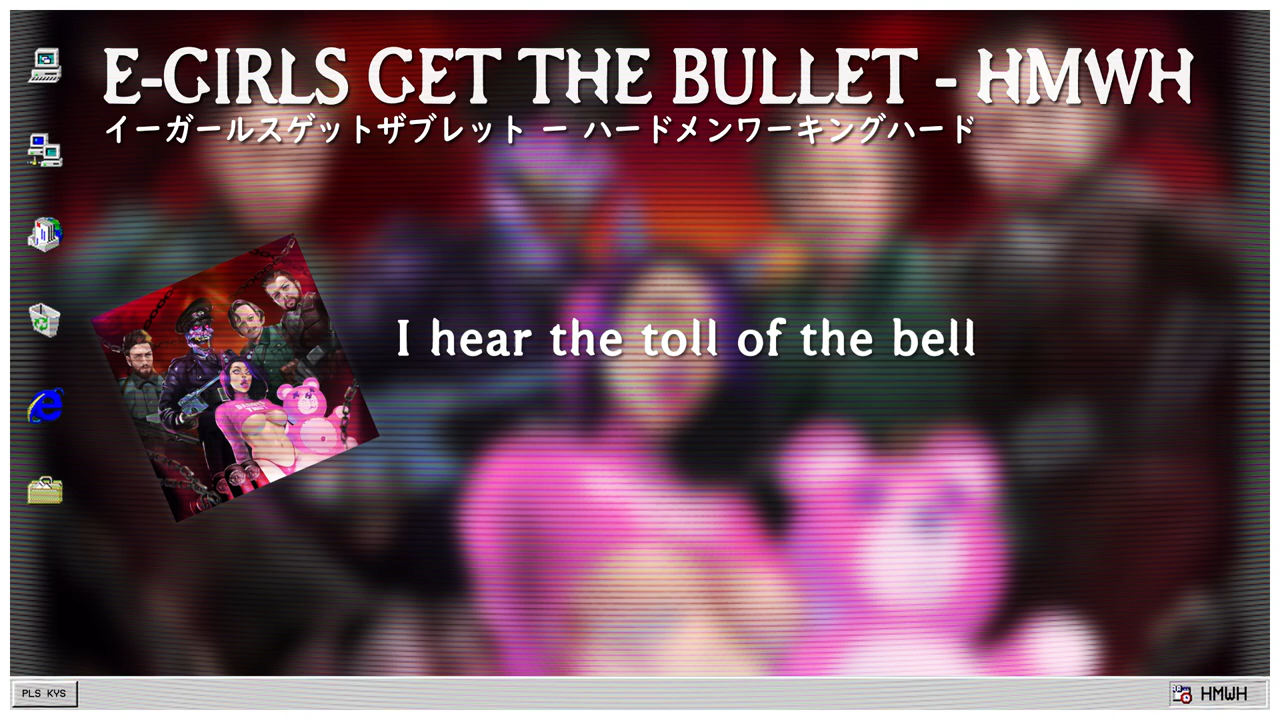 E-GIRLS GET THE BULLET - HMWH
イーガールスゲットザブレット ー ハードメンワーキングハード
I hear the toll of the bell
PLS KYS
HMWH